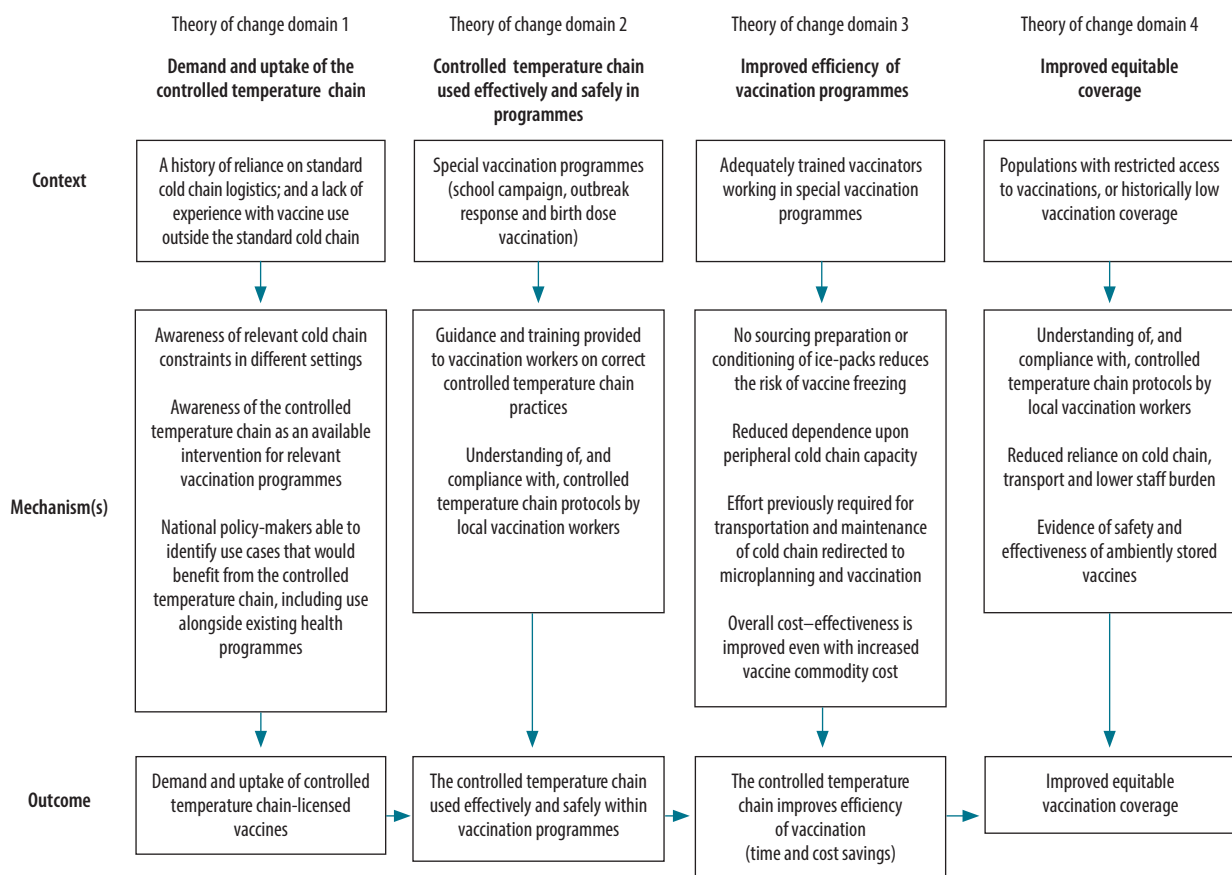 Theory of change domain 1
Demand and uptake of the
controlled temperature chain
Theory of change domain 2
Controlled temperature chain
used effectively and safely in
programmes
Theory of change domain 3
Improved efficiency of
vaccination programmes
Theory of change domain 4
Improved equitable
coverage
Context
A history of reliance on standard
cold chain logistics; and a lack of
experience with vaccine use
outside the standard cold chain
Special vaccination programmes
(school campaign, outbreak
response and birth dose
vaccination)
Adequately trained vaccinators
working in special vaccination
programmes
Populations with restricted access
to vaccinations, or historically low
vaccination coverage
Mechanism(s)
Awareness of relevant cold chain
constraints in different settings
Awareness of the controlled
temperature chain as an available
intervention for relevant
vaccination programmes
National policy-makers able to
identify use cases that would
benefit from the controlled
temperature chain, including use
alongside existing health
programmes
Guidance and training provided
to vaccination workers on correct
controlled temperature chain
practices
Understanding of, and
compliance with, controlled
temperature chain protocols by
local vaccination workers
No sourcing preparation or
conditioning of ice-packs reduces
the risk of vaccine freezing
Reduced dependence upon
peripheral cold chain capacity
Effort previously required for
transportation and maintenance
of cold chain redirected to
microplanning and vaccination
Overall cost–effectiveness is
improved even with increased
vaccine commodity cost
Understanding of, and
compliance with, controlled
temperature chain protocols by
local vaccination workers
Reduced reliance on cold chain,
transport and lower staff burden
Evidence of safety and
effectiveness of ambiently stored
vaccines
Outcome
Demand and uptake of controlled
temperature chain-licensed
vaccines
The controlled temperature chain
used effectively and safely within
vaccination programmes
The controlled temperature
chain improves efficiency
of vaccination
(time and cost savings)
Improved equitable
vaccination coverage